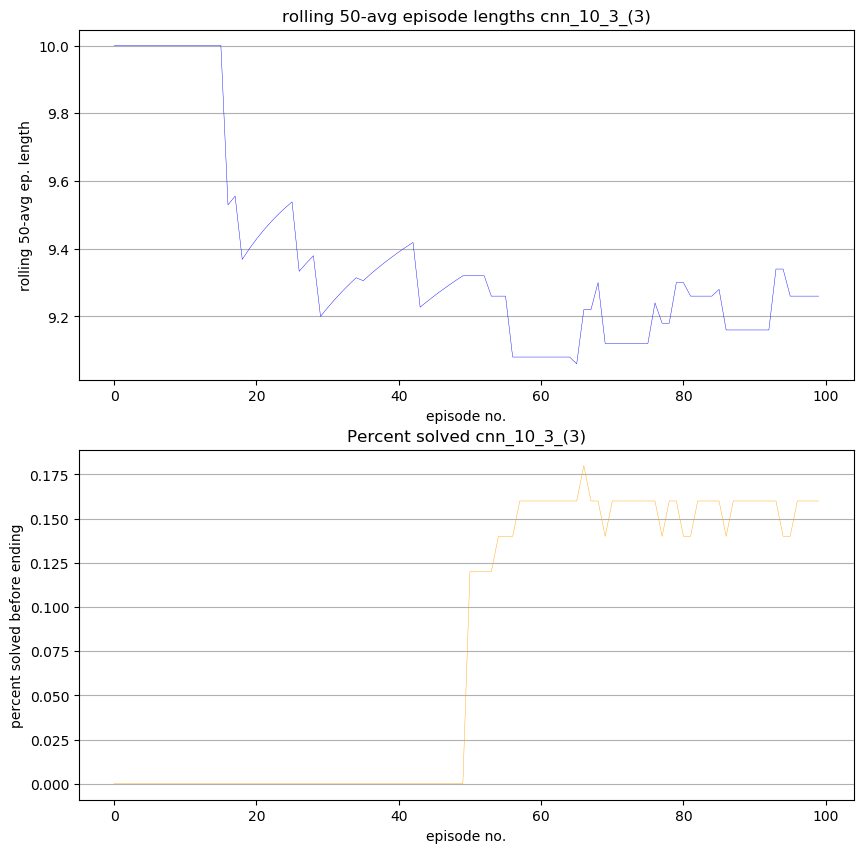 rolling 50-avg episode lengths cnn_10_3_(3)
rolling 50-avg ep. length
10.0
9.8
9.6
9.4
9.2
0 20 40 60 80 100
episode no.
Percent solved cnn_10_3_(3)
percent solved before ending
0.175
0.150
0.125
0.100
0.075
0.050
0.025
0.000
0 20 40 60 80 100
episode no.